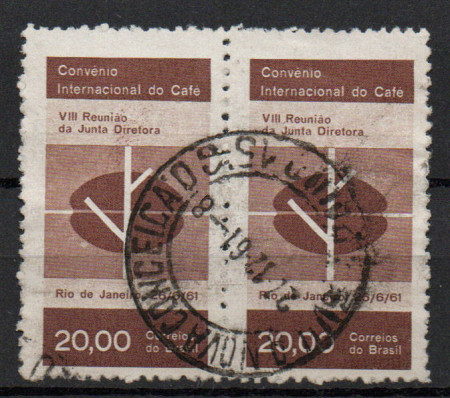 Convênio
Internacional do Café
VIII Reunião
da Junta Diretora
Rio de Janeiro 26/6/61
20,00
Correios
do Brasil
Convênio
Internacional do Café
VIII Reunião
da Junta Diretora
Rio de Janeiro 26/6/61
20,00
Correios
do Brasil
NOVA CONCEICAO